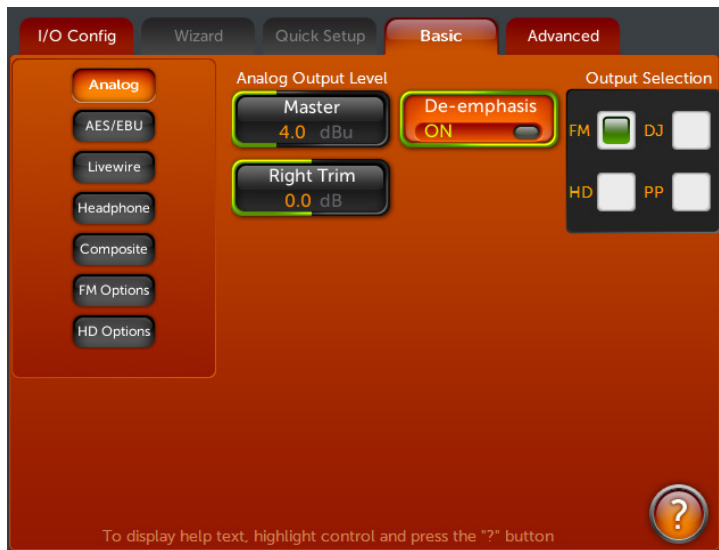 I/O Config
Wizard
Quick Setup
Basic
Advanced
Analog
AES/EBU
Livewire
Headphone
Composite
FM Options
HD Options
Analog Output Level
Master
4.0 dBu
Right Trim
0.0 dB
De-emphasis
ON
Output Selection
FM
DJ
HD
PP
To display help text, highlight control and press the "?" button
?